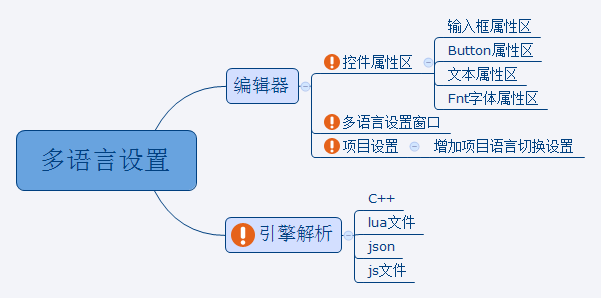 多语言设置
编辑器
控件属性区
输入框属性区
Button属性区
文本属性区
Fnt字体属性区
多语言设置窗口
项目设置
增加项目语言切换设置
引擎解析
C++
lua文件
json
js文件